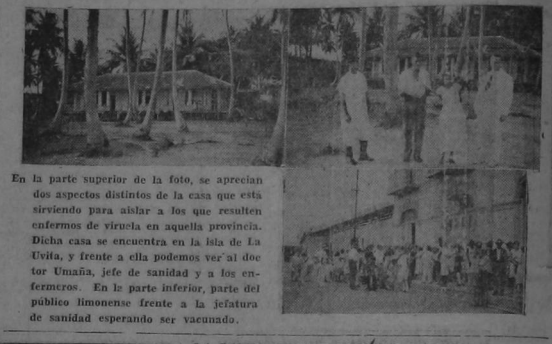 En la parte superior de la foto, se aprecian
dos aspectos distintos de la casa que está
sirviendo para aislar a los que resulten
enfermos de viruela en aquella provincia.
Dicha casa se encuentra en la isla de La
Uvita, y frente a ella podemos ver al doc
tor Umaña, jefe de sanidad y a los en-
fermeros. En la parte inferior, parte del
público limonense frente a la jefatura
de sanidad esperando ser vacunado.